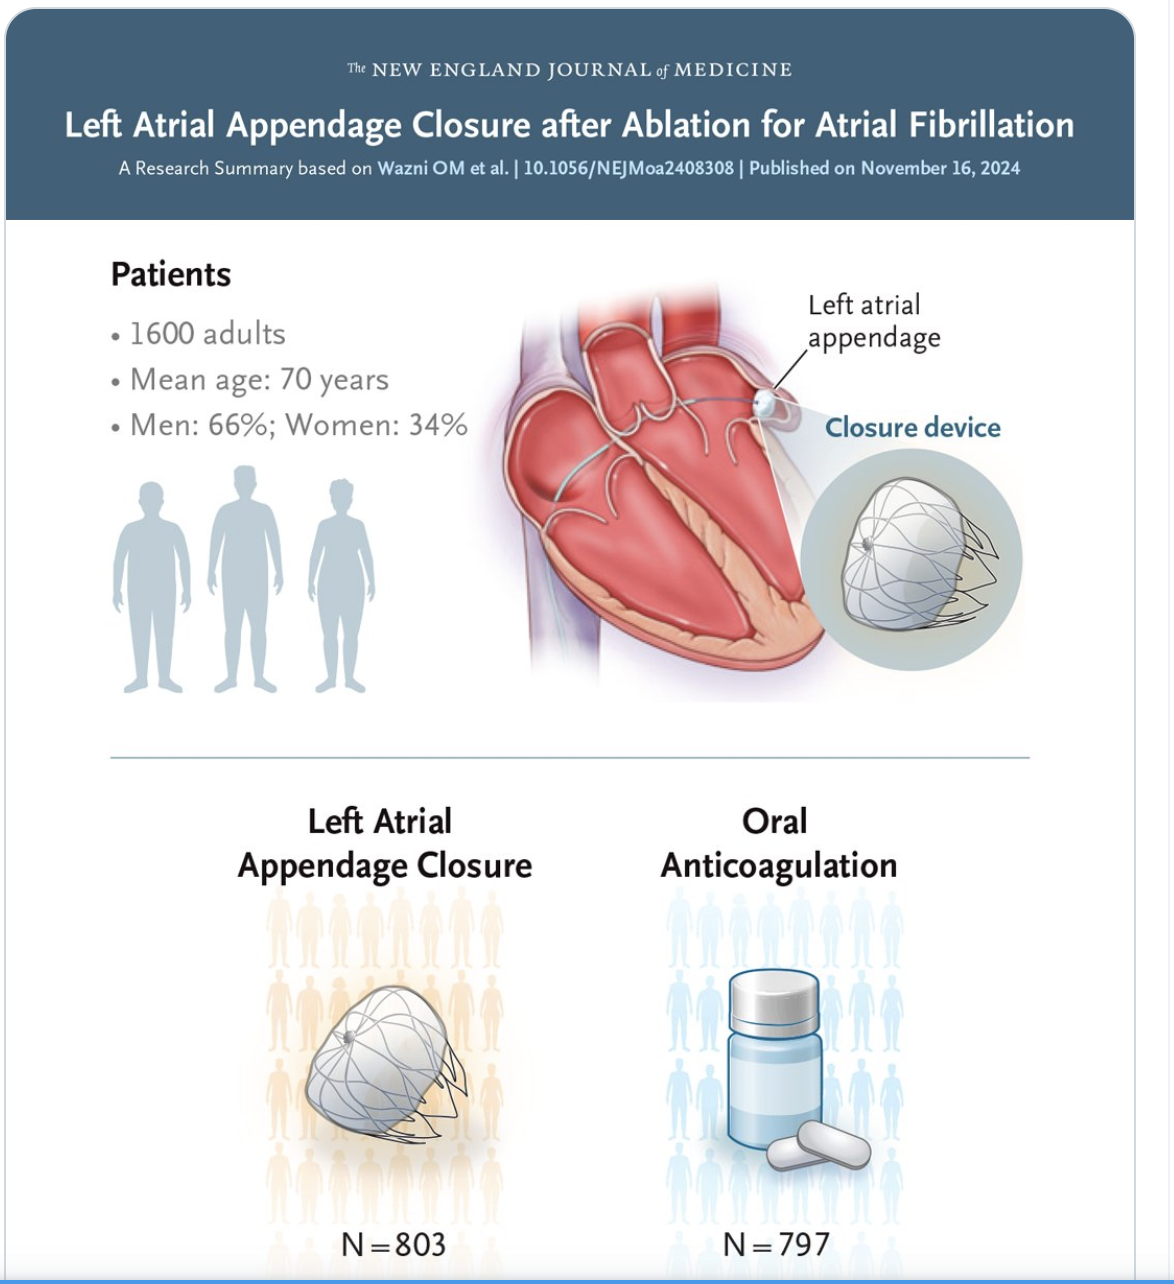 The NEW ENGLAND JOURNAL of MEDICINE
Left Atrial Appendage Closure after Ablation for Atrial Fibrillation
A Research Summary based on Wazni OM et al. | 10.1056/NEJMoa2408308 | Published on November 16, 2024
Patients
• 1600 adults
• Mean age: 70 years
• Men: 66%; Women: 34%
Left atrial
appendage
Closure device
Left Atrial
Appendage Closure
N=803
Oral
Anticoagulation
N=797